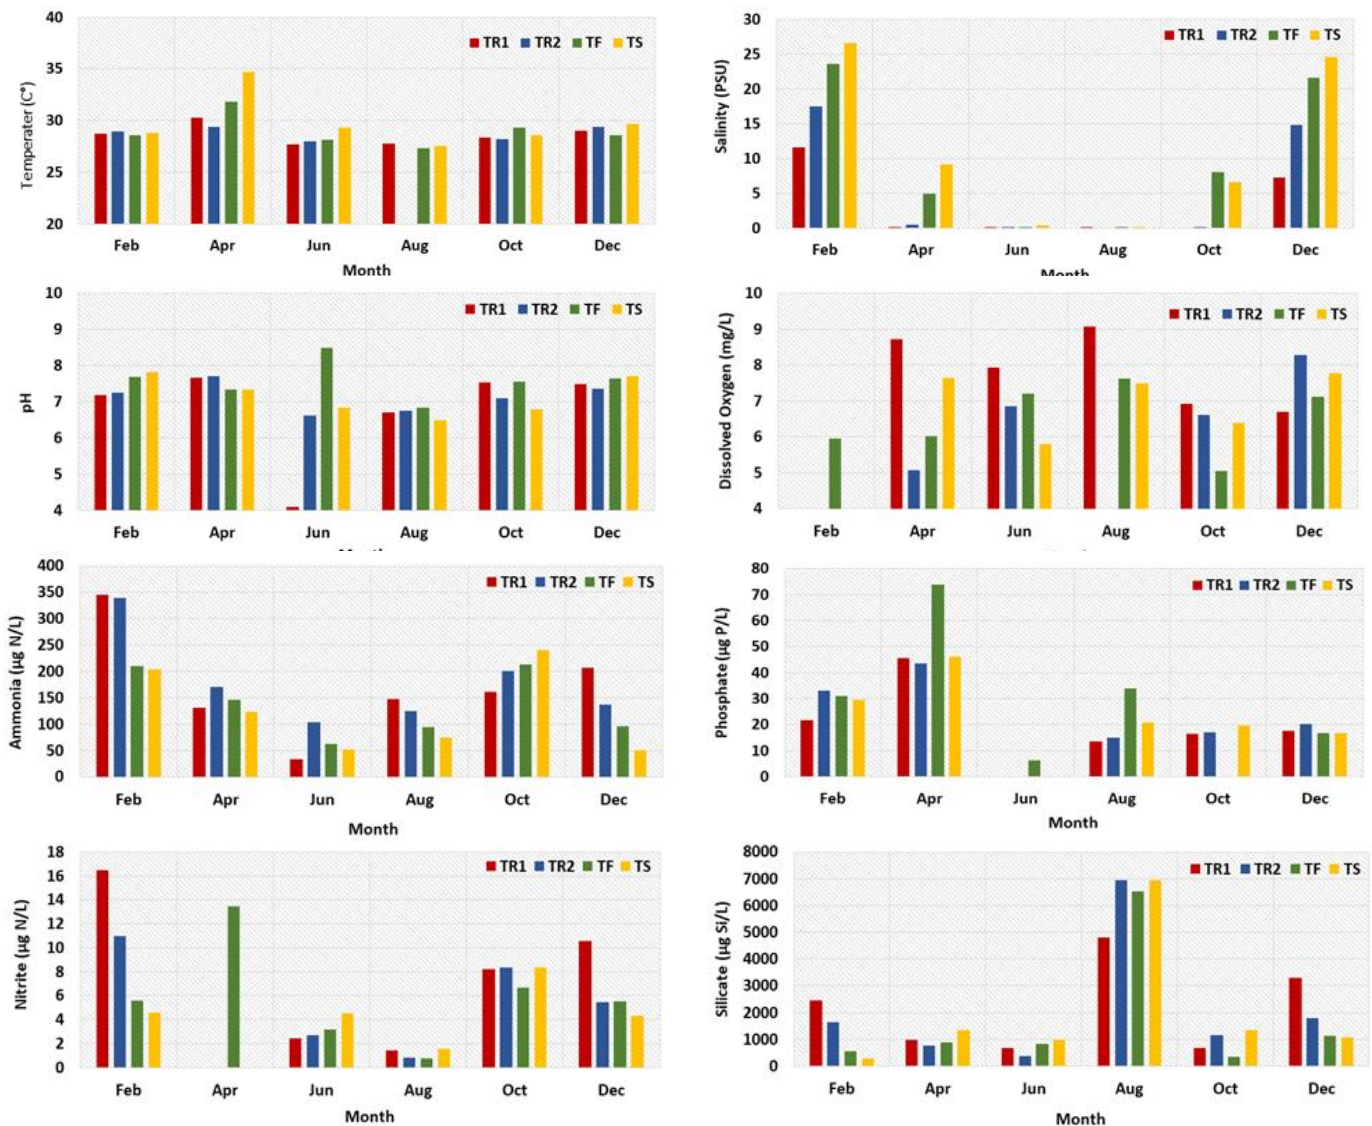 40
35
30
25
20
Temperater (C°)
TR1 TR2 TF TS
Feb Apr Jun Aug Oct Dec
Month
30
25
20
15
10
5
0
Salinity (PSU)
TR1 TR2 TF TS
Feb Apr Jun Aug Oct Dec
Month
10
9
8
7
6
5
4
pH
TR1 TR2 TF TS
Feb Apr Jun Aug Oct Dec
10
9
8
7
6
5
4
Dissolved Oxygen (mg/L)
TR1 TR2 TF TS
Feb Apr Jun Aug Oct Dec
400
350
300
250
200
150
100
50
0
Ammonia (µg N/L)
TR1 TR2 TF TS
Feb Apr Jun Aug Oct Dec
Month
80
70
60
50
40
30
20
10
0
Phosphate (µg P/L)
TR1 TR2 TF TS
Feb Apr Jun Aug Oct Dec
Month
18
16
14
12
10
8
6
4
2
0
Nitrite (µg N/L)
TR1 TR2 TF TS
Feb Apr Jun Aug Oct Dec
Month
8000
7000
6000
5000
4000
3000
2000
1000
0
Silicate (µg Si/L)
TR1 TR2 TF TS
Feb Apr Jun Aug Oct Dec
Month